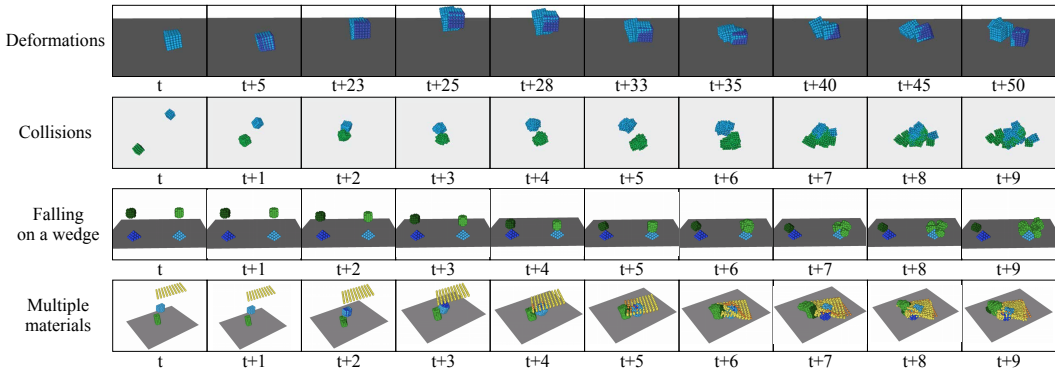 Deformations
t t+5 t+23 t+25 t+28 t+33 t+35 t+40 t+45 t+50
Collisions
t t+1 t+2 t+3 t+4 t+5 t+6 t+7 t+8 t+9
Falling
on a wedge
t t+1 t+2 t+3 t+4 t+5 t+6 t+7 t+8 t+9
Multiple
materials
t t+1 t+2 t+3 t+4 t+5 t+6 t+7 t+8 t+9